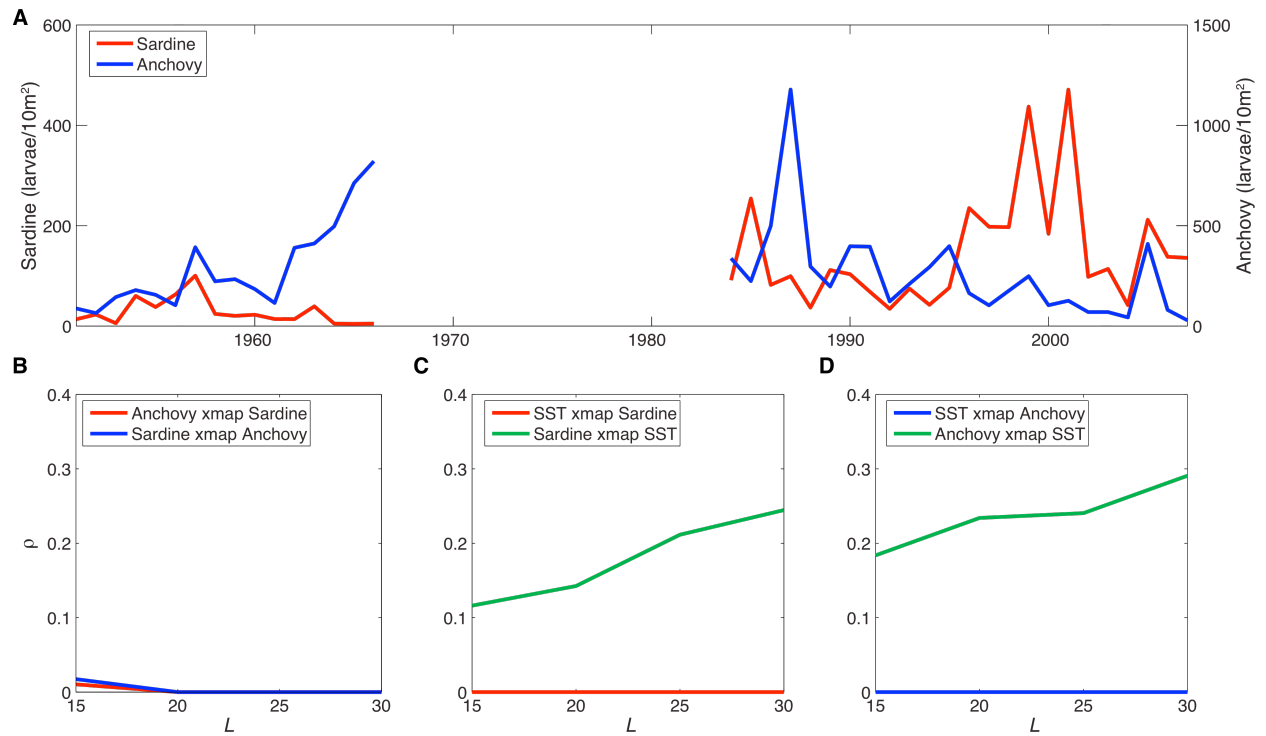 A
600
400
200
0
Sardine (larvae/10m²)
Sardine
Anchovy
1500
1000
500
0
Anchovy (larvae/10m²)
1960
1970
1980
1990
2000
B
0.4
0.3
0.2
0.1
0
ρ
Anchovy xmap Sardine
Sardine xmap Anchovy
15
20
25
30
L
C
0.4
0.3
0.2
0.1
0
SST xmap Sardine
Sardine xmap SST
15
20
25
30
L
D
0.4
0.3
0.2
0.1
0
SST xmap Anchovy
Anchovy xmap SST
15
20
25
30
L